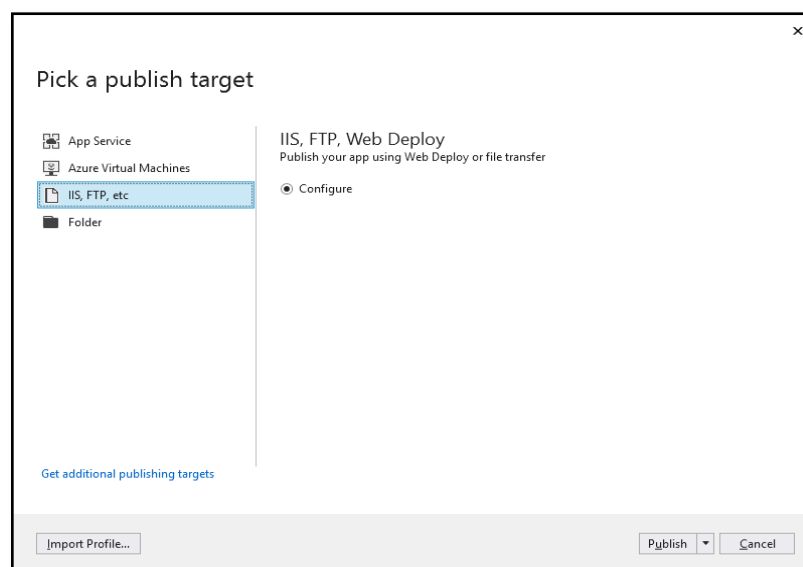 Pick a publish target
App Service
Azure Virtual Machines
IIS, FTP, etc
Folder
Get additional publishing targets
IIS, FTP, Web Deploy
Publish your app using Web Deploy or file transfer
Configure
Import Profile...
Publish
Cancel